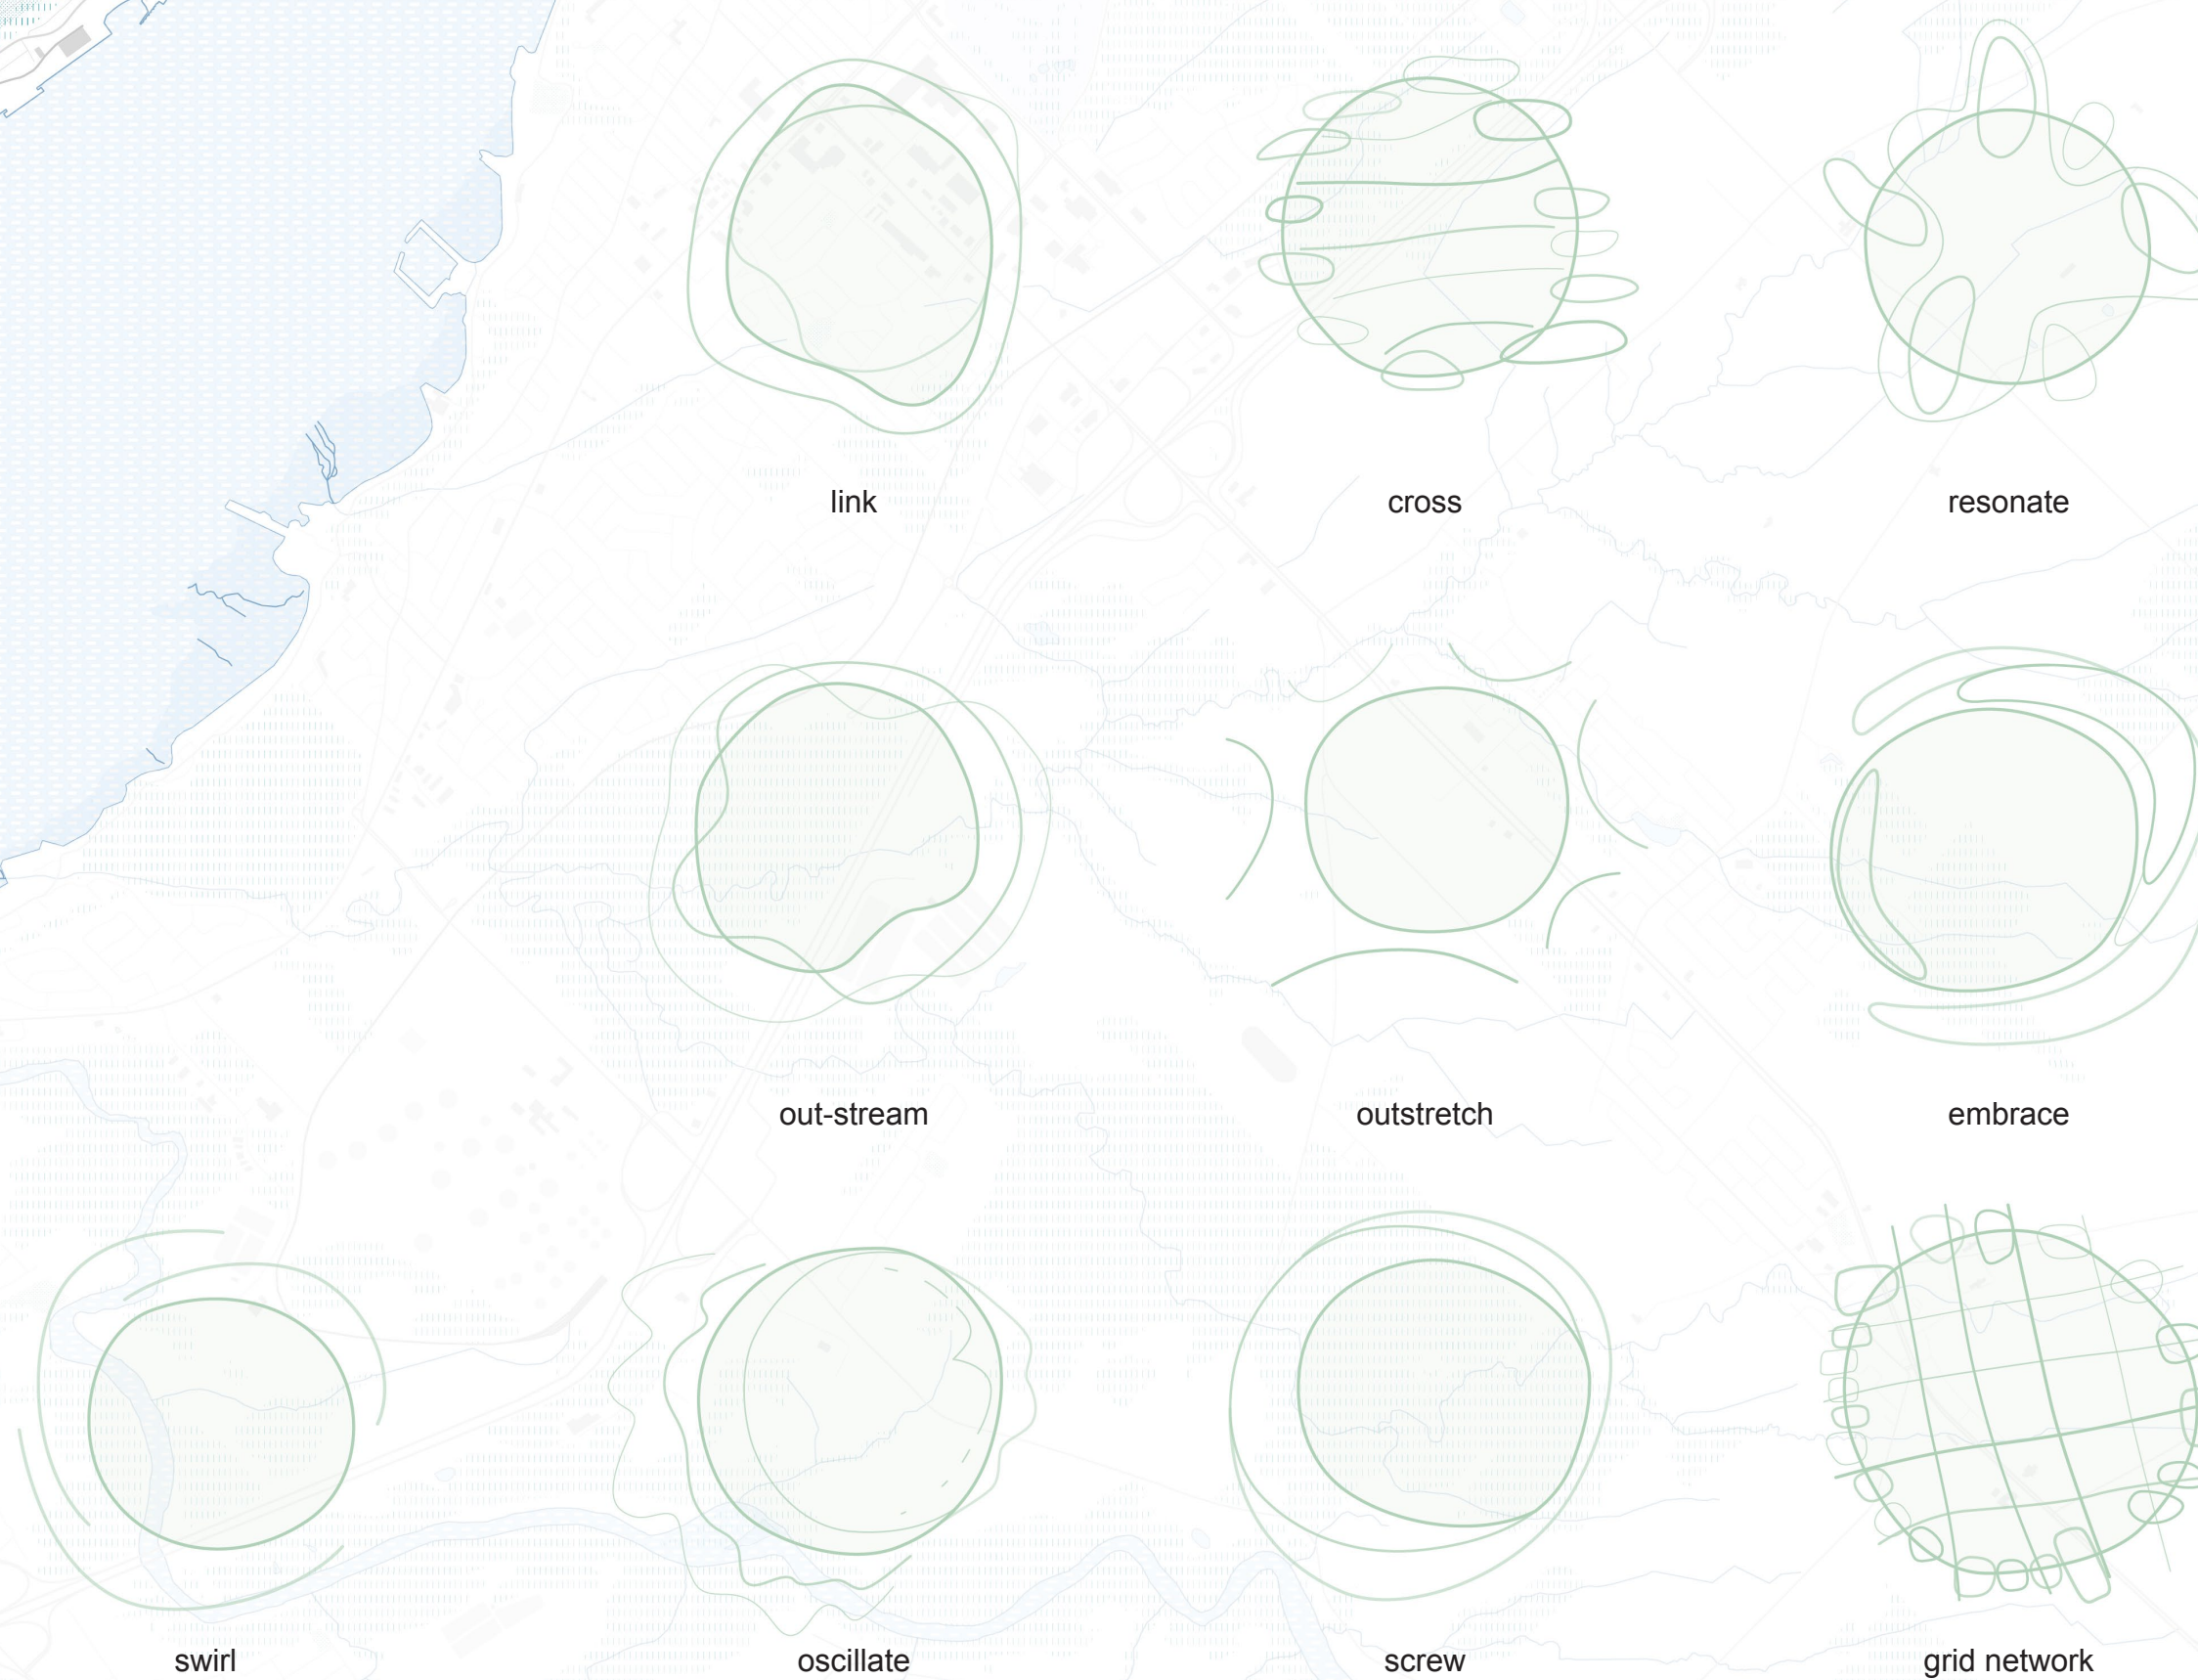 link
cross
resonate
out-stream
outstretch
embrace
swirl
oscillate
screw
grid network